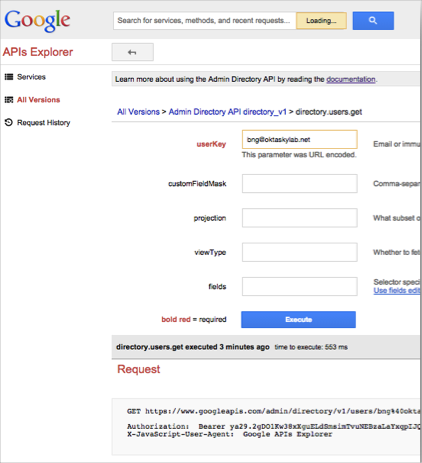 Google
Search for services, methods, and recent requests...
Loading...
APIs Explorer
Services
Learn more about using the Admin Directory API by reading the documentation.
All Versions
All Versions > Admin Directory API directory_v1 > directory.users.get
Request History
userKey
bng@oktaskylab.net
Email or immu
This parameter was URL encoded.
customFieldMask
Comma-separa
projection
What subset o
viewType
Whether to fet
fields
Selector speci
Use fields edit
bold red = required
Execute
directory.users.get executed 3 minutes ago time to execute: 553 ms
Request
GET https://www.googleapis.com/admin/directory/v1/users/bng%40okta
Authorization: Bearer
X-JavaScript-User-Agent: Google APIs Explorer